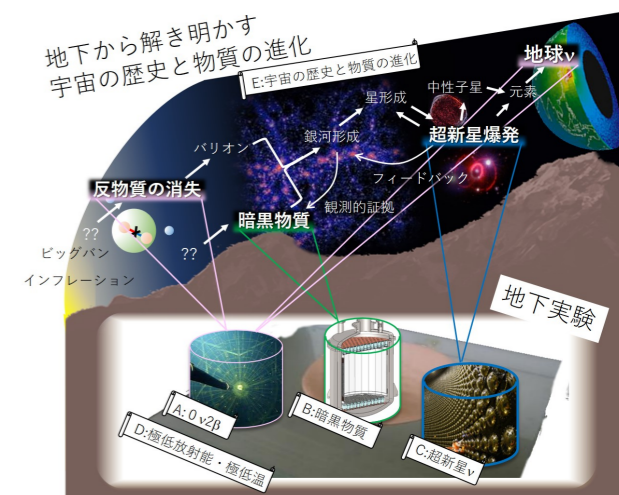 地下から解き明かす
宇宙の歴史と物質の進化
E:宇宙の歴史と物質の進化
地球ν
中性子星
元素
星形成
超新星爆発
銀河形成
バリオン
フィードバック
反物質の消失
観測的証拠
暗黒物質
??
??
ビッグバン
インフレーション
地下実験
A: 0 ν2β
B:暗黒物質
C:超新星ν
D:極低放射能・極低温